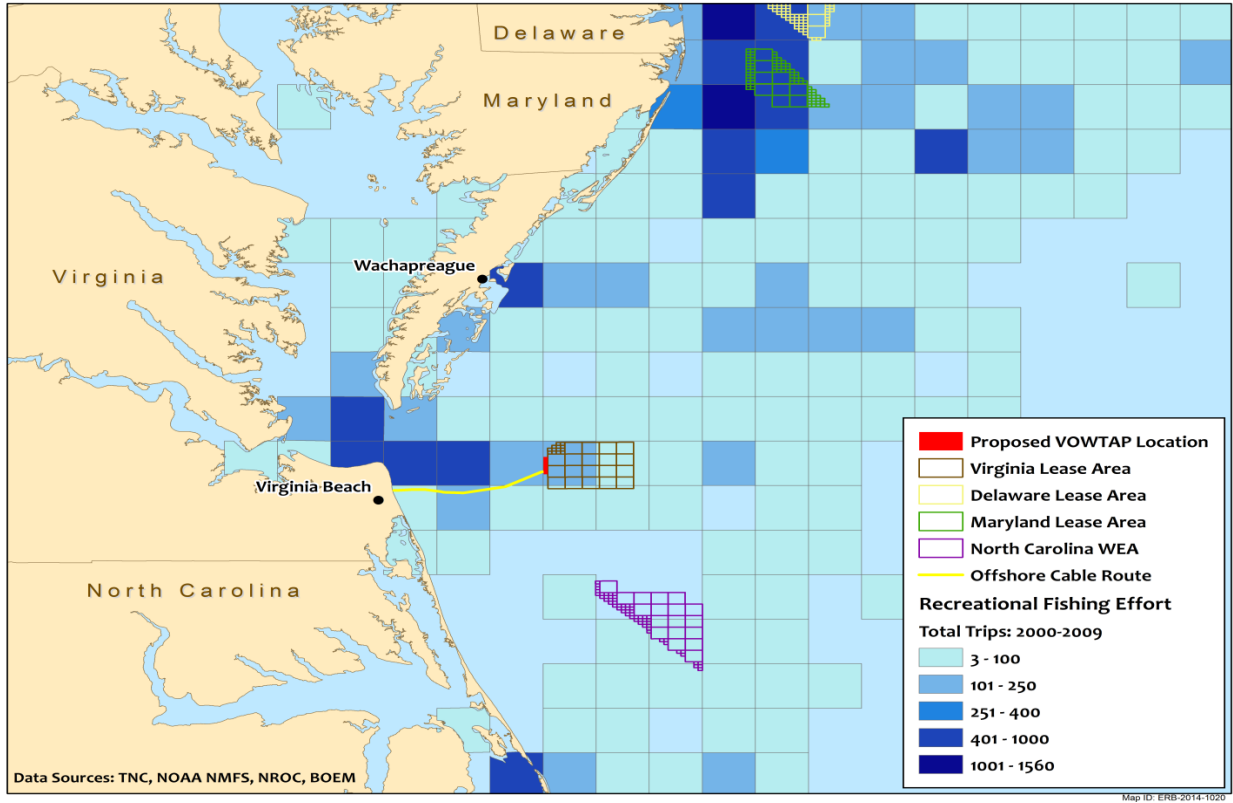 Delaware
Maryland
Virginia
Wachapreague
Virginia Beach
North Carolina
Proposed VOWTAP Location
Virginia Lease Area
Delaware Lease Area
Maryland Lease Area
North Carolina WEA
Offshore Cable Route
Recreational Fishing Effort
Total Trips: 2000-2009
3 - 100
101 - 250
251 - 400
401 - 1000
1001 - 1560
Data Sources: TNC, NOAA NMFS, NROC, BOEM
Map ID: ERB-2014-1020